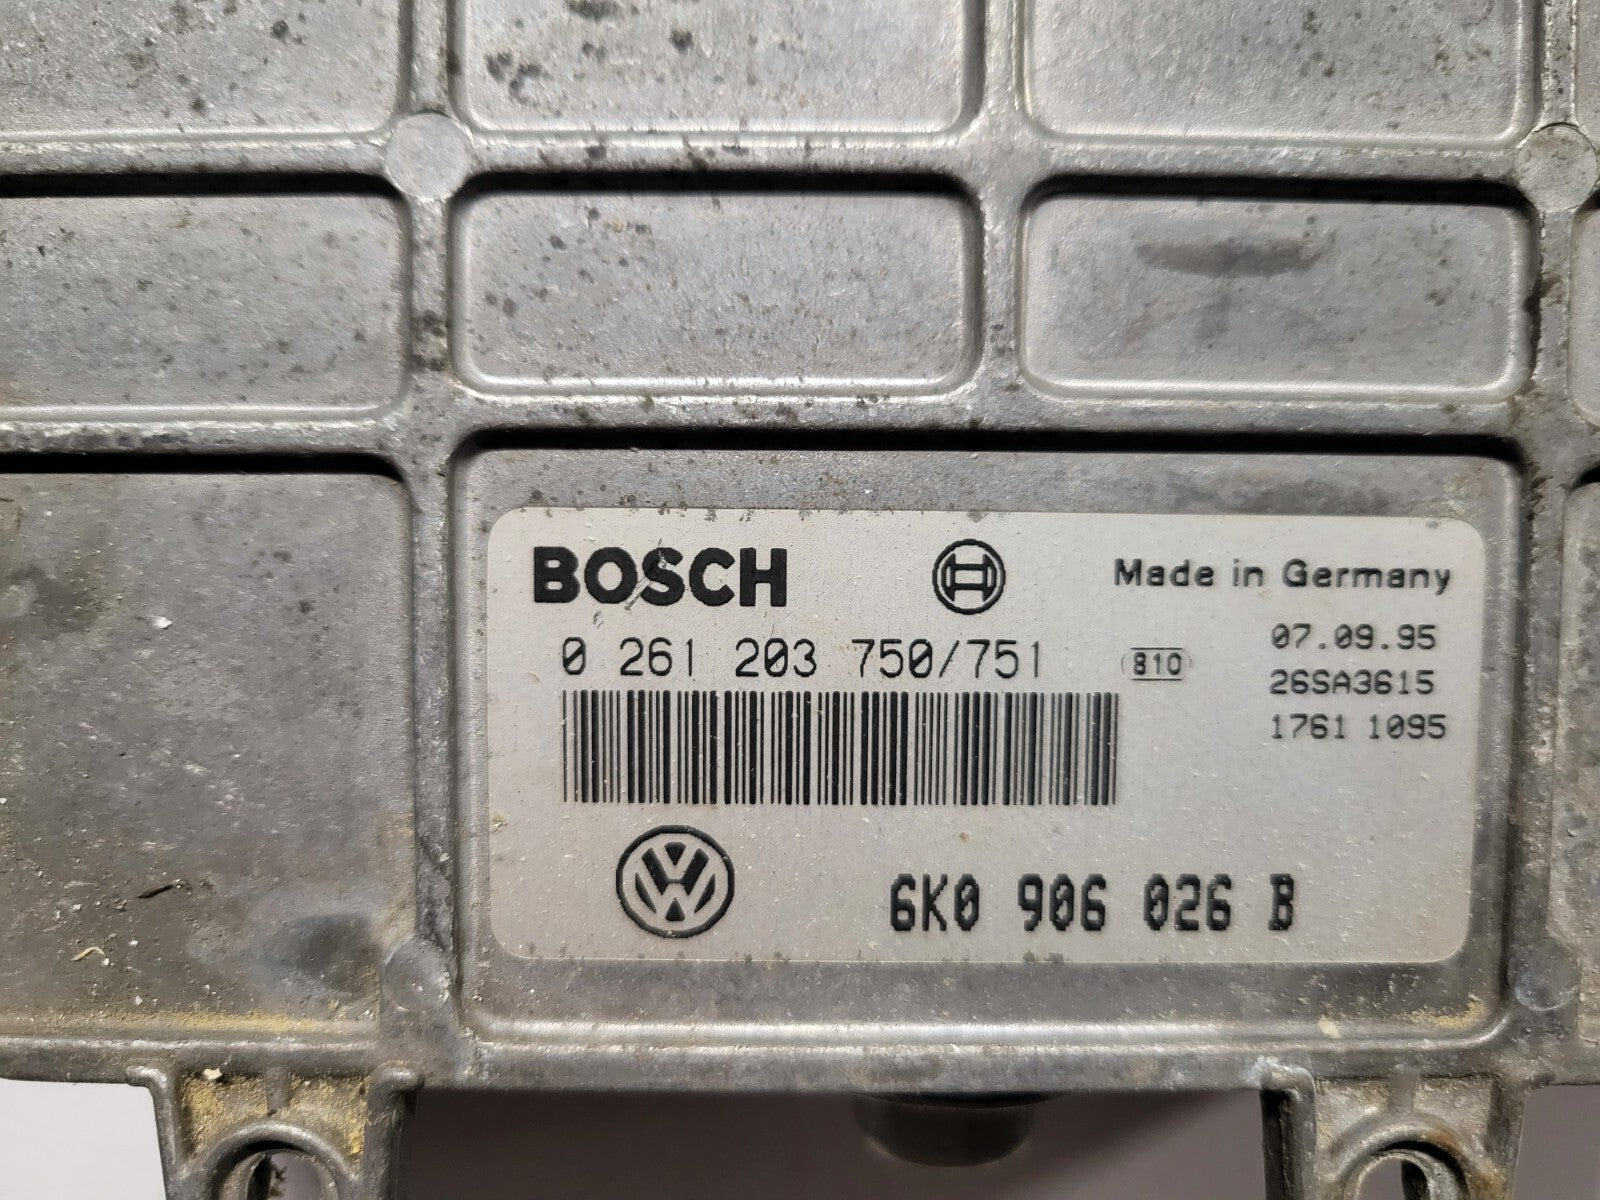 BOSCH
Made in Germany
0 261 203 750/751
810
07.09.95
26SA3615
1761 1095
6K0 906 026 B